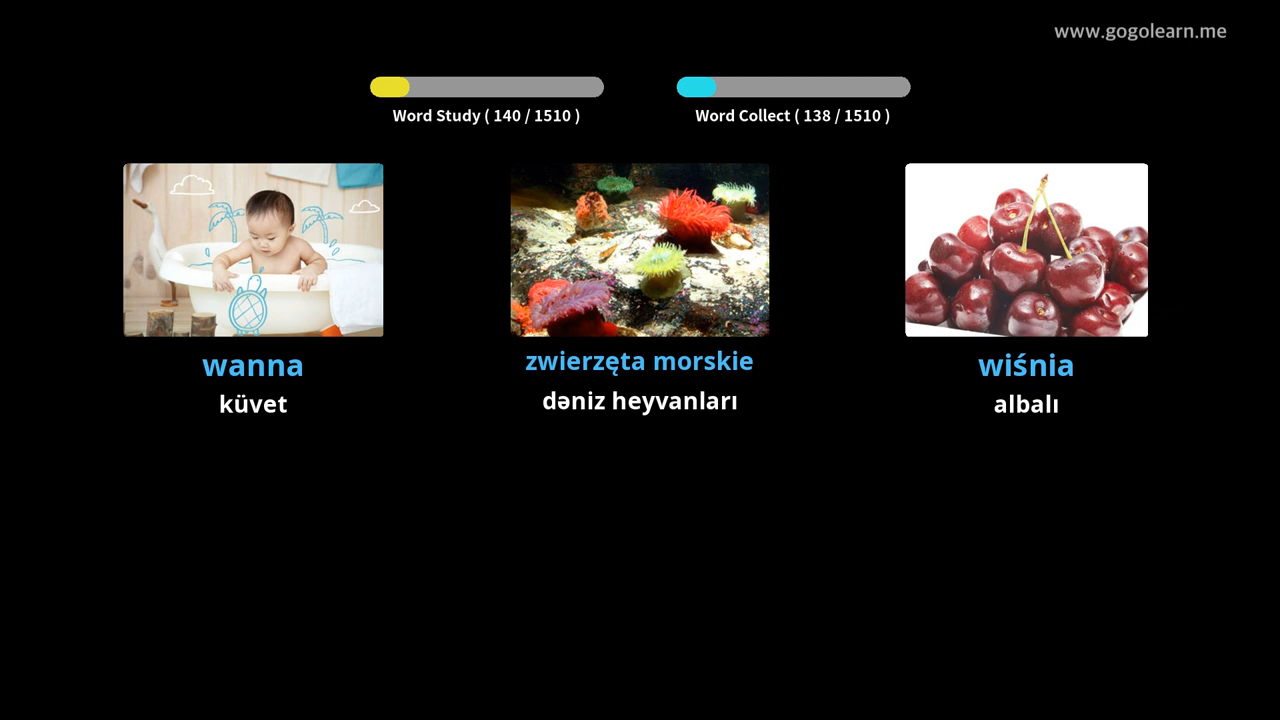 www.gogolearn.me
Word Study ( 140 / 1510 )
Word Collect ( 138 / 1510 )
wanna
küvet
zwierzęta morskie
dəniz heyvanları
wiśnia
albalı